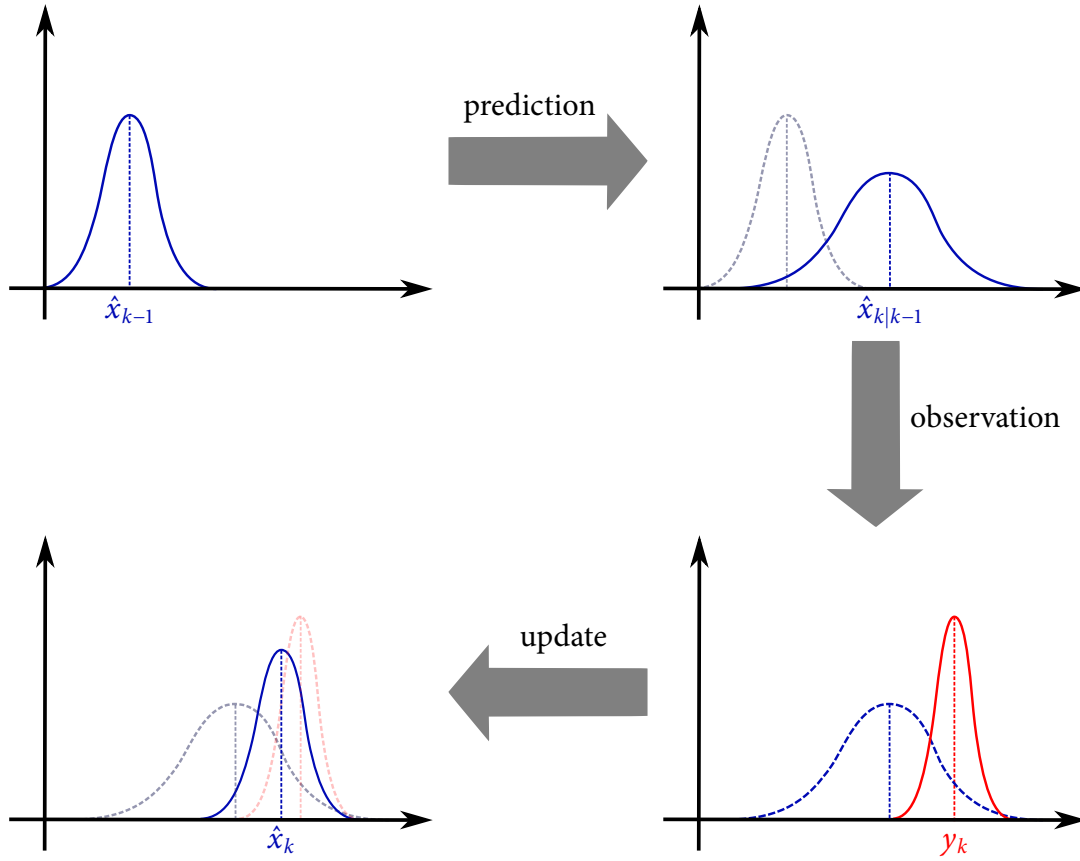 prediction
x̂ₖ₋₁
x̂ₖ|ₖ₋₁
observation
update
x̂ₖ
yₖ